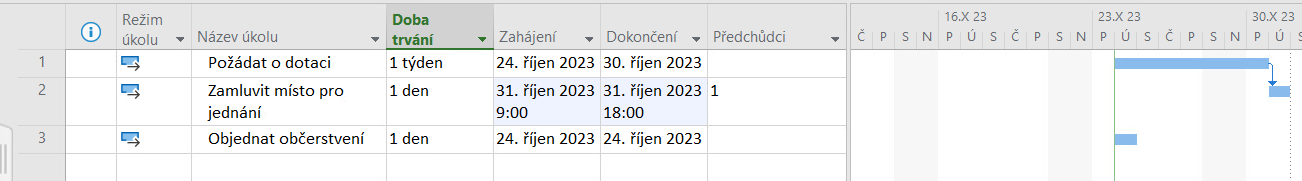 Režim úkolu Název úkolu Doba trvání Zahájení Dokončení Předchůdci 16.X 23 23.X 23 30.X 23
Č P S N P Ú S Č P S N P Ú S Č P S N P Ú S
1 Požádat o dotaci 1 týden 24. říjen 2023 30. říjen 2023
2 Zamluvit místo pro jednání 1 den 31. říjen 2023 9:00 31. říjen 2023 18:00 1
3 Objednat občerstvení 1 den 24. říjen 2023 24. říjen 2023